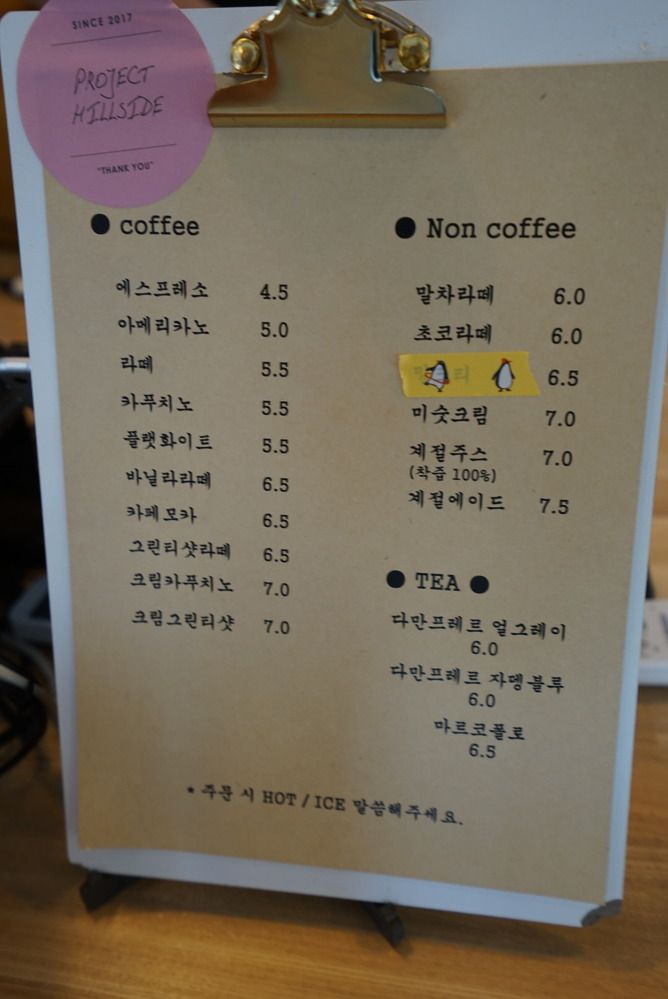 SINCE 2017
PROJECT
HILLSIDE
"THANK YOU"
● coffee
에스프레소 4.5
아메리카노 5.0
라떼 5.5
카푸치노 5.5
플랫화이트 5.5
바닐라라떼 6.5
카페모카 6.5
그린티샷라떼 6.5
크림카푸치노 7.0
크림그린티샷 7.0
● Non coffee
말차라떼 6.0
초코라떼 6.0
6.5
미숫크림 7.0
계절주스 7.0
(착즙 100%)
계절에이드 7.5
● TEA ●
다만프레르 얼그레이
6.0
다만프레르 자뎅블루
6.0
마르코폴로
6.5
* 주문 시 HOT / ICE 말씀해주세요.